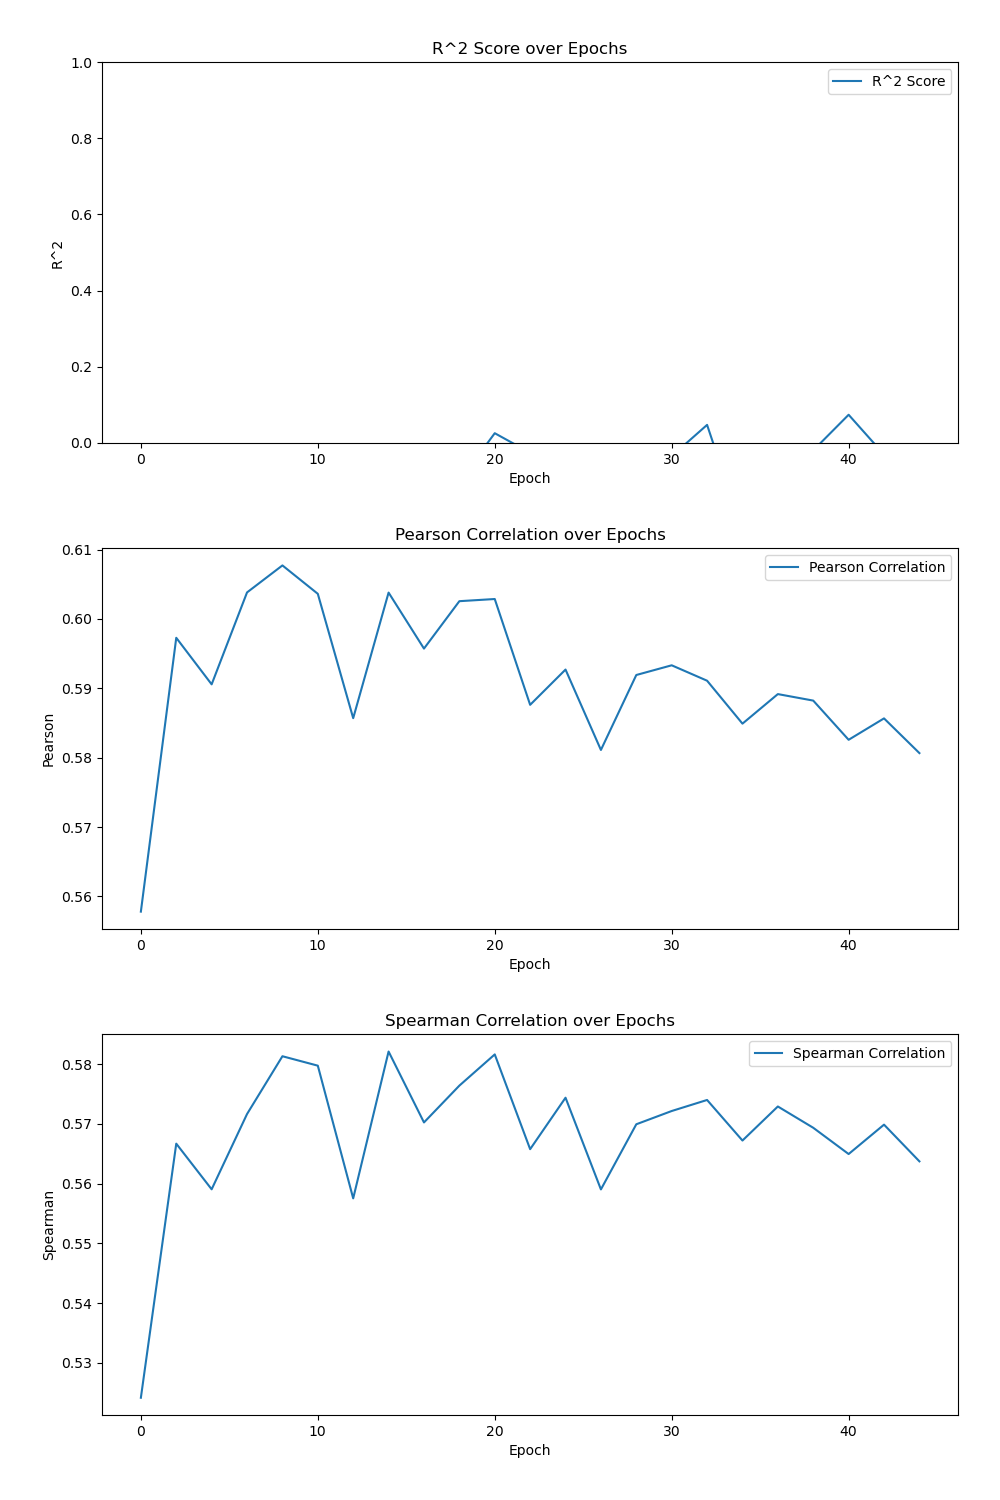 R^2 Score over Epochs
R^2 Score
1.0
0.8
0.6
0.4
0.2
0.0
R^2
0 10 20 30 40
Epoch
Pearson Correlation over Epochs
Pearson Correlation
0.61
0.60
0.59
0.58
0.57
0.56
Pearson
0 10 20 30 40
Epoch
Spearman Correlation over Epochs
Spearman Correlation
0.58
0.57
0.56
0.55
0.54
0.53
Spearman
0 10 20 30 40
Epoch